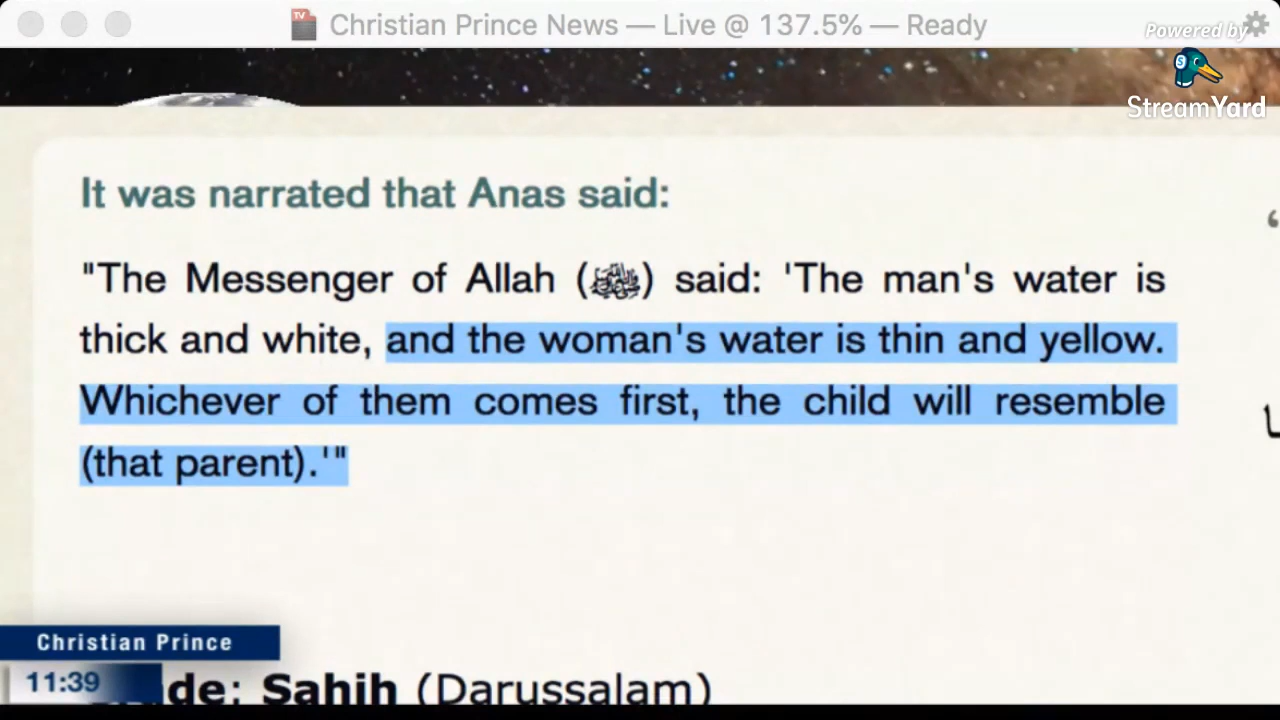 Christian Prince News — Live @ 137.5% — Ready
Powered by
StreamYard
It was narrated that Anas said:
"The Messenger of Allah (ﷺ) said: 'The man's water is
thick and white, and the woman's water is thin and yellow.
Whichever of them comes first, the child will resemble
(that parent).'"
Christian Prince
11:39
de: Sahih (Darussalam)